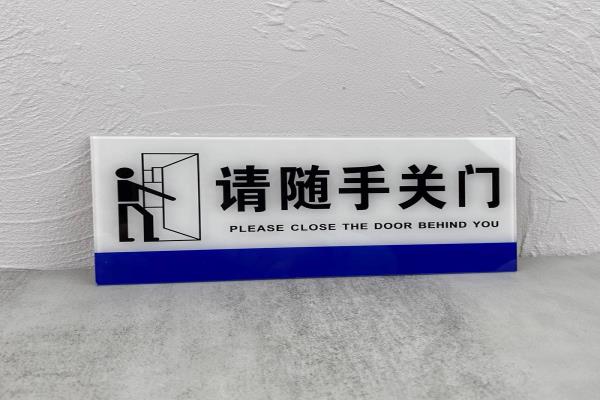 请随手关门
PLEASE CLOSE THE DOOR BEHIND YOU